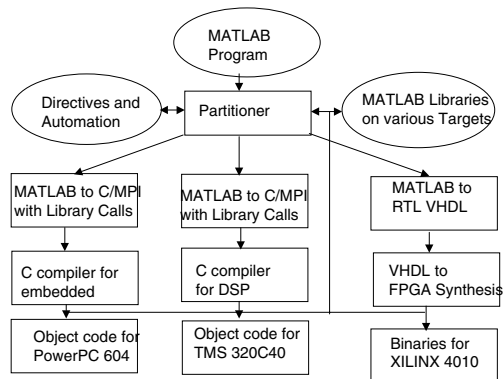 MATLAB
Program
Directives and
Automation
Partitioner
MATLAB Libraries
on various Targets
MATLAB to C/MPI
with Library Calls
MATLAB to C/MPI
with Library Calls
MATLAB to
RTL VHDL
C compiler for
embedded
C compiler
for DSP
VHDL to
FPGA Synthesis
Object code for
PowerPC 604
Object code for
TMS 320C40
Binaries for
XILINX 4010